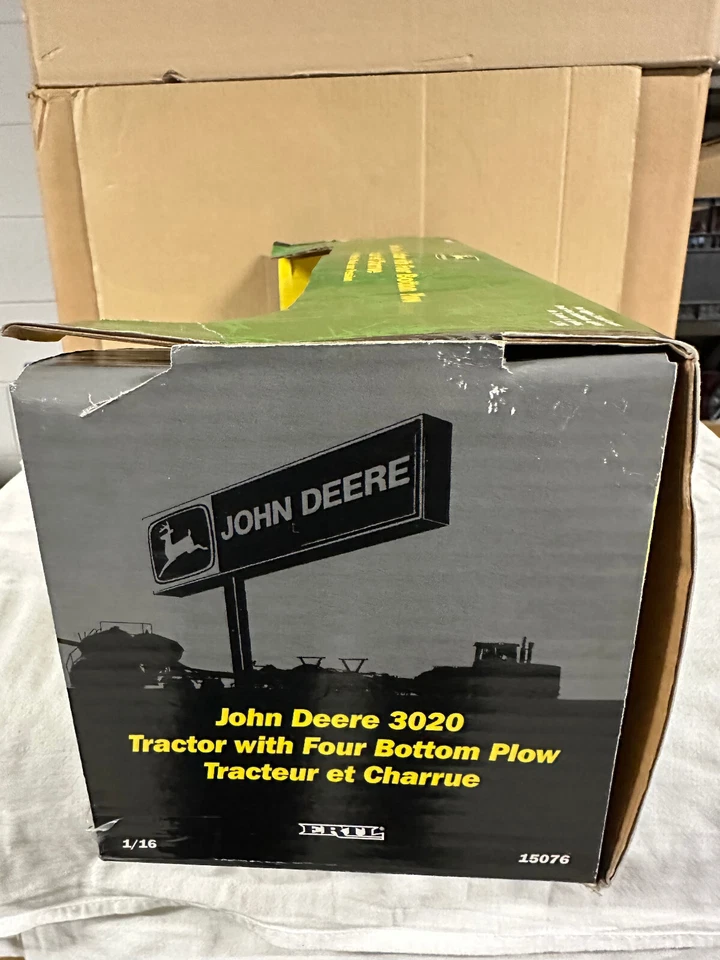 JOHN DEERE
John Deere 3020
Tractor with Four Bottom Plow
Tracteur et Charrue
ERTL
1/16
15076